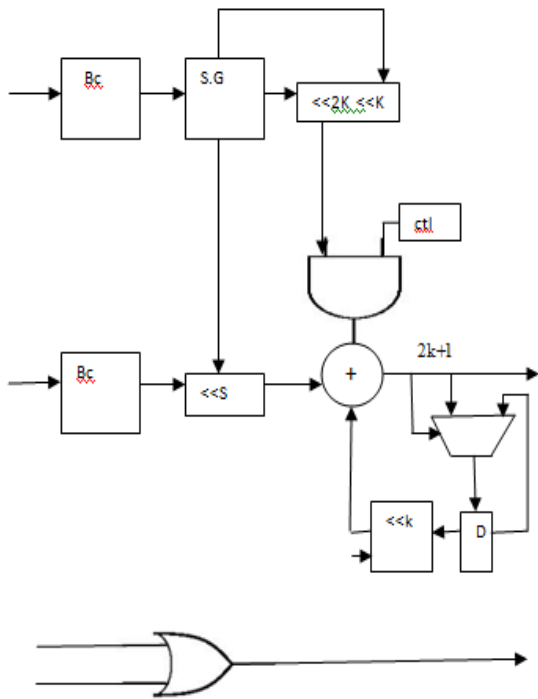 Bc
S.G
<<2K <<K
ctl
2k+1
Bc
<<S
+
<<k
D